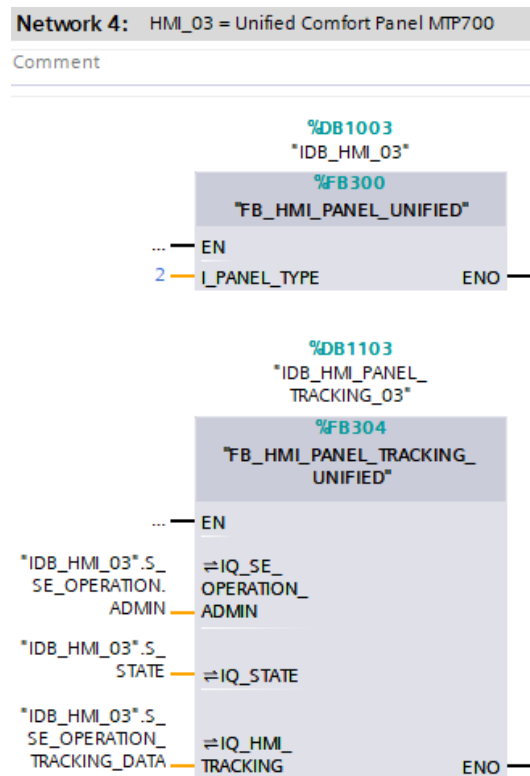 Network 4: HMI_03 = Unified Comfort Panel MTP700
Comment
%DB1003
"IDB_HMI_03"
%FB300
"FB_HMI_PANEL_UNIFIED"
... EN
2 I_PANEL_TYPE ENO
%DB1103
"IDB_HMI_PANEL_
TRACKING_03"
%FB304
"FB_HMI_PANEL_TRACKING_
UNIFIED"
... EN
"IDB_HMI_03".S_
SE_OPERATION.
ADMIN
⇌IQ_SE_
OPERATION_
ADMIN
"IDB_HMI_03".S_
STATE
⇌IQ_STATE
"IDB_HMI_03".S_
SE_OPERATION_
TRACKING_DATA
⇌IQ_HMI_
TRACKING
ENO